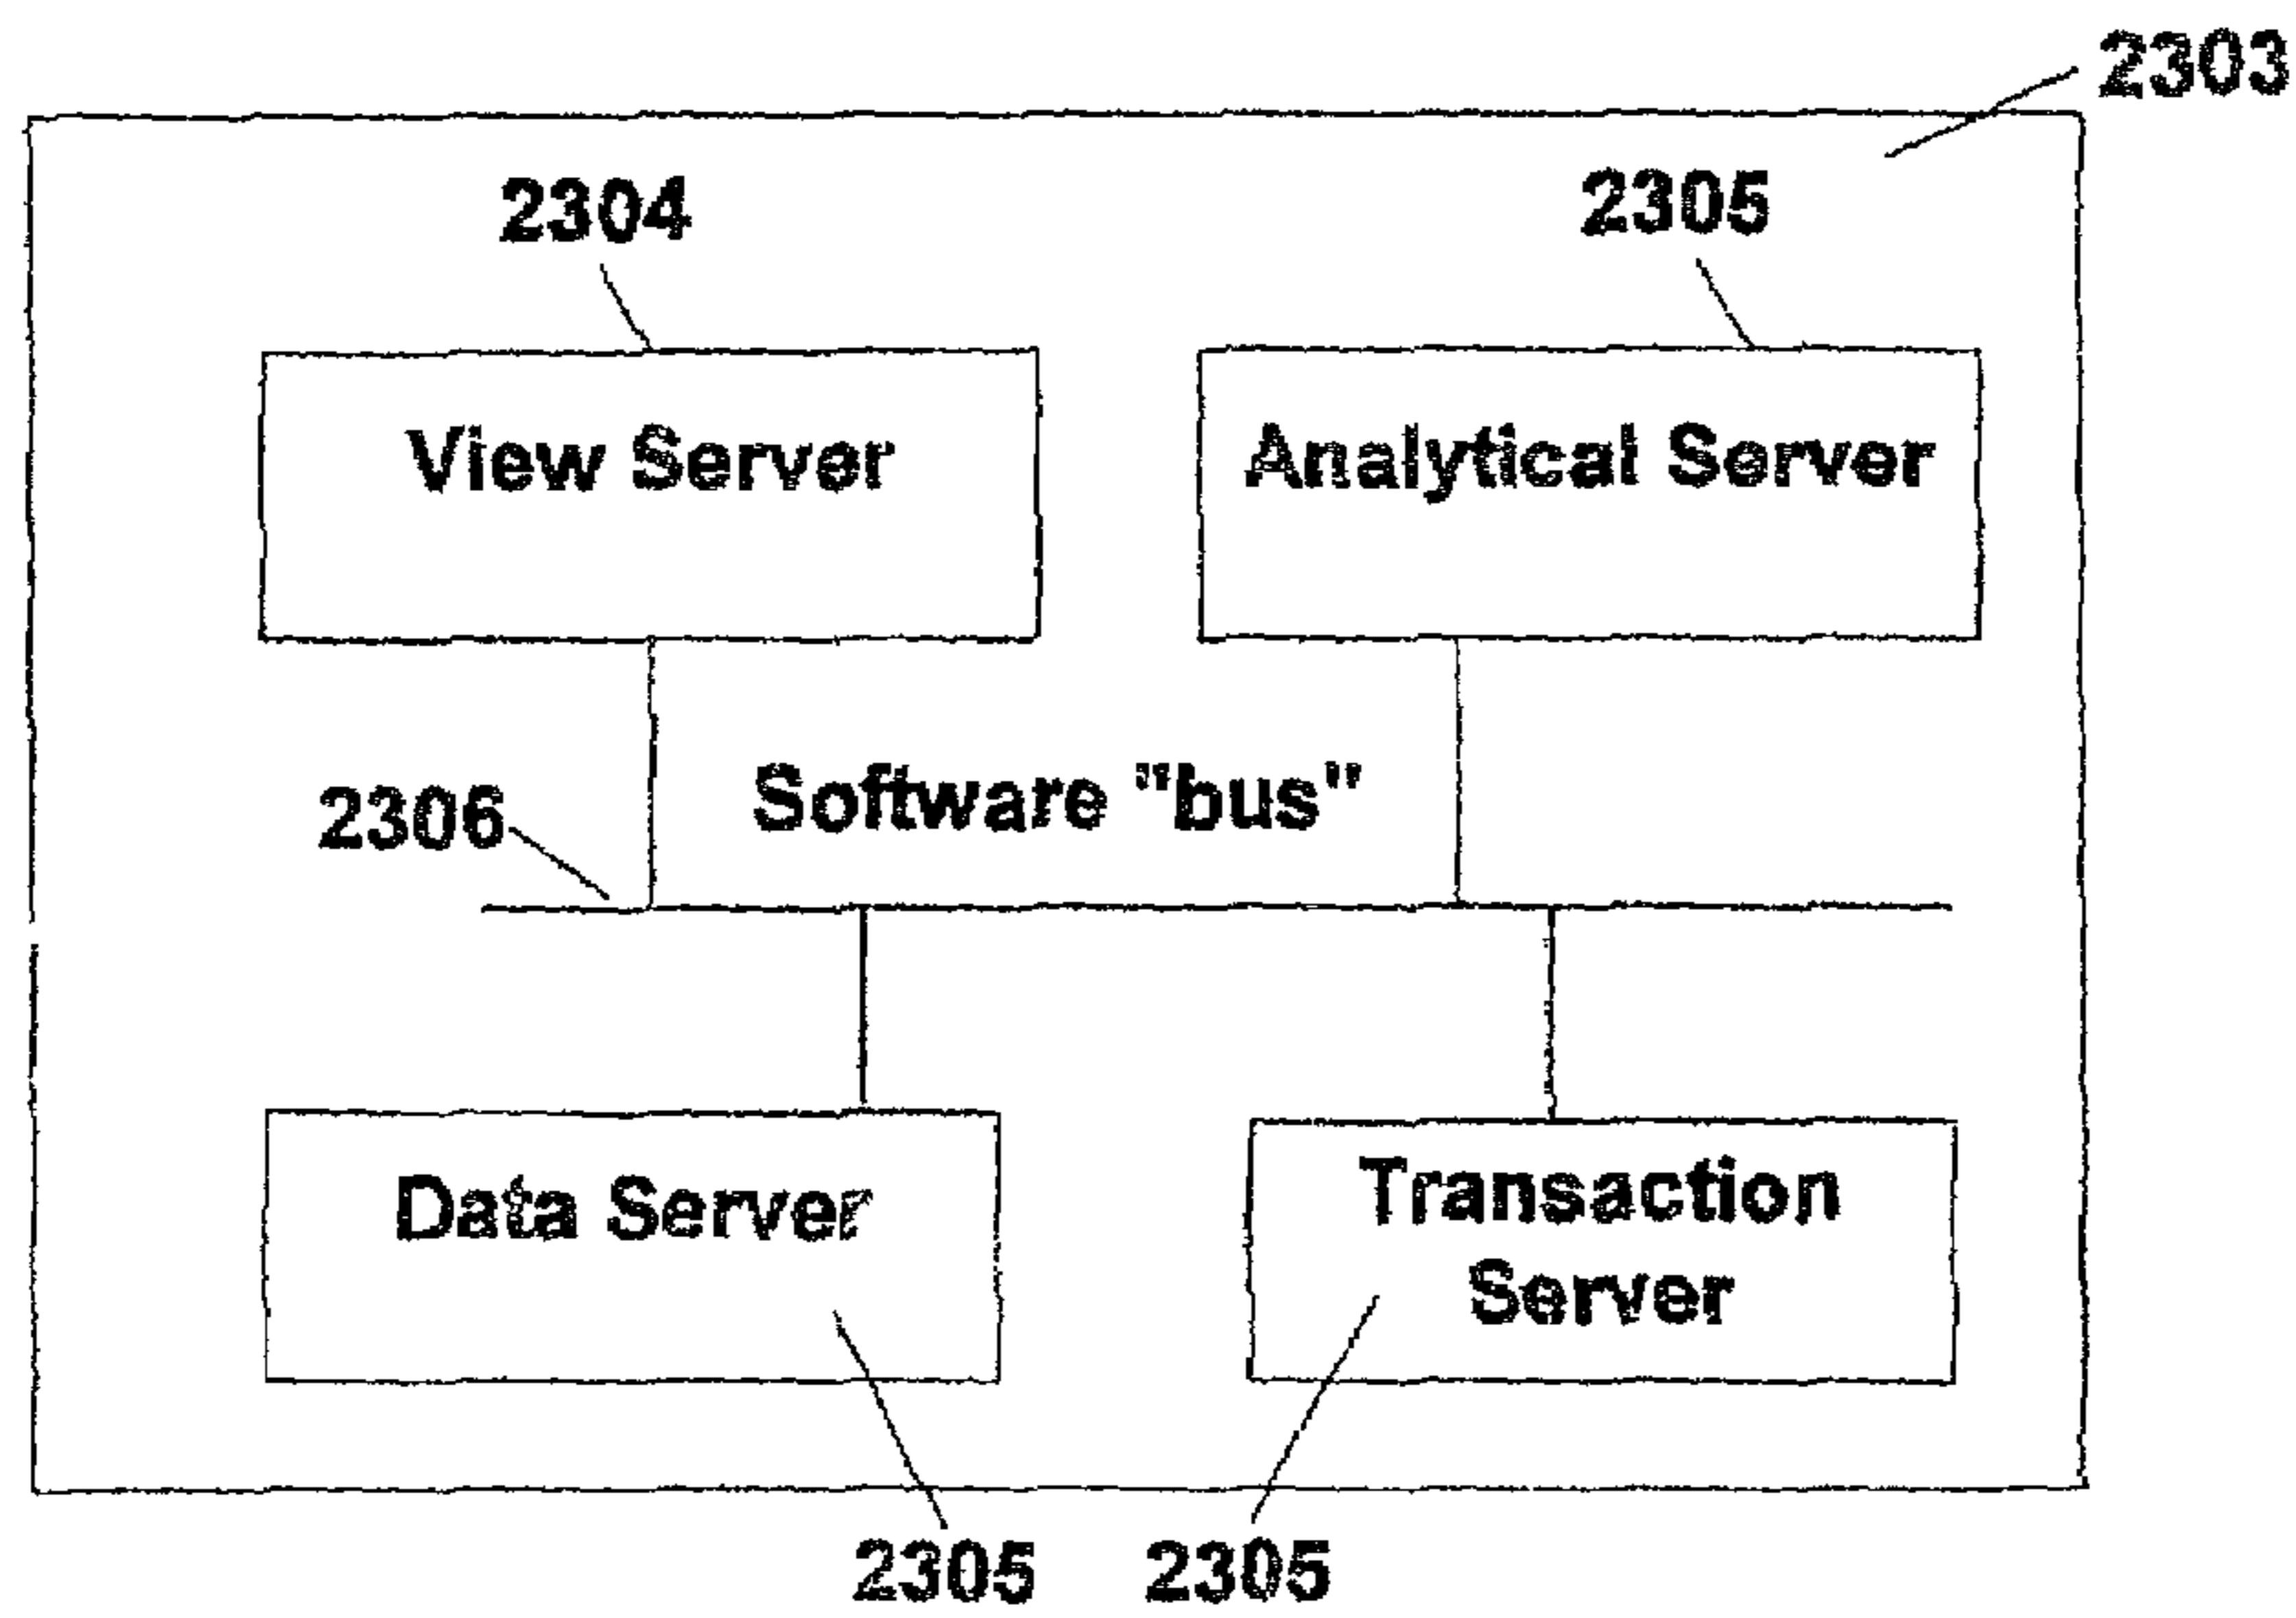 2303
2304
2305
View Server
Analytical Server
Software "bus"
2306
Data Server
Transaction
Server
2305
2305